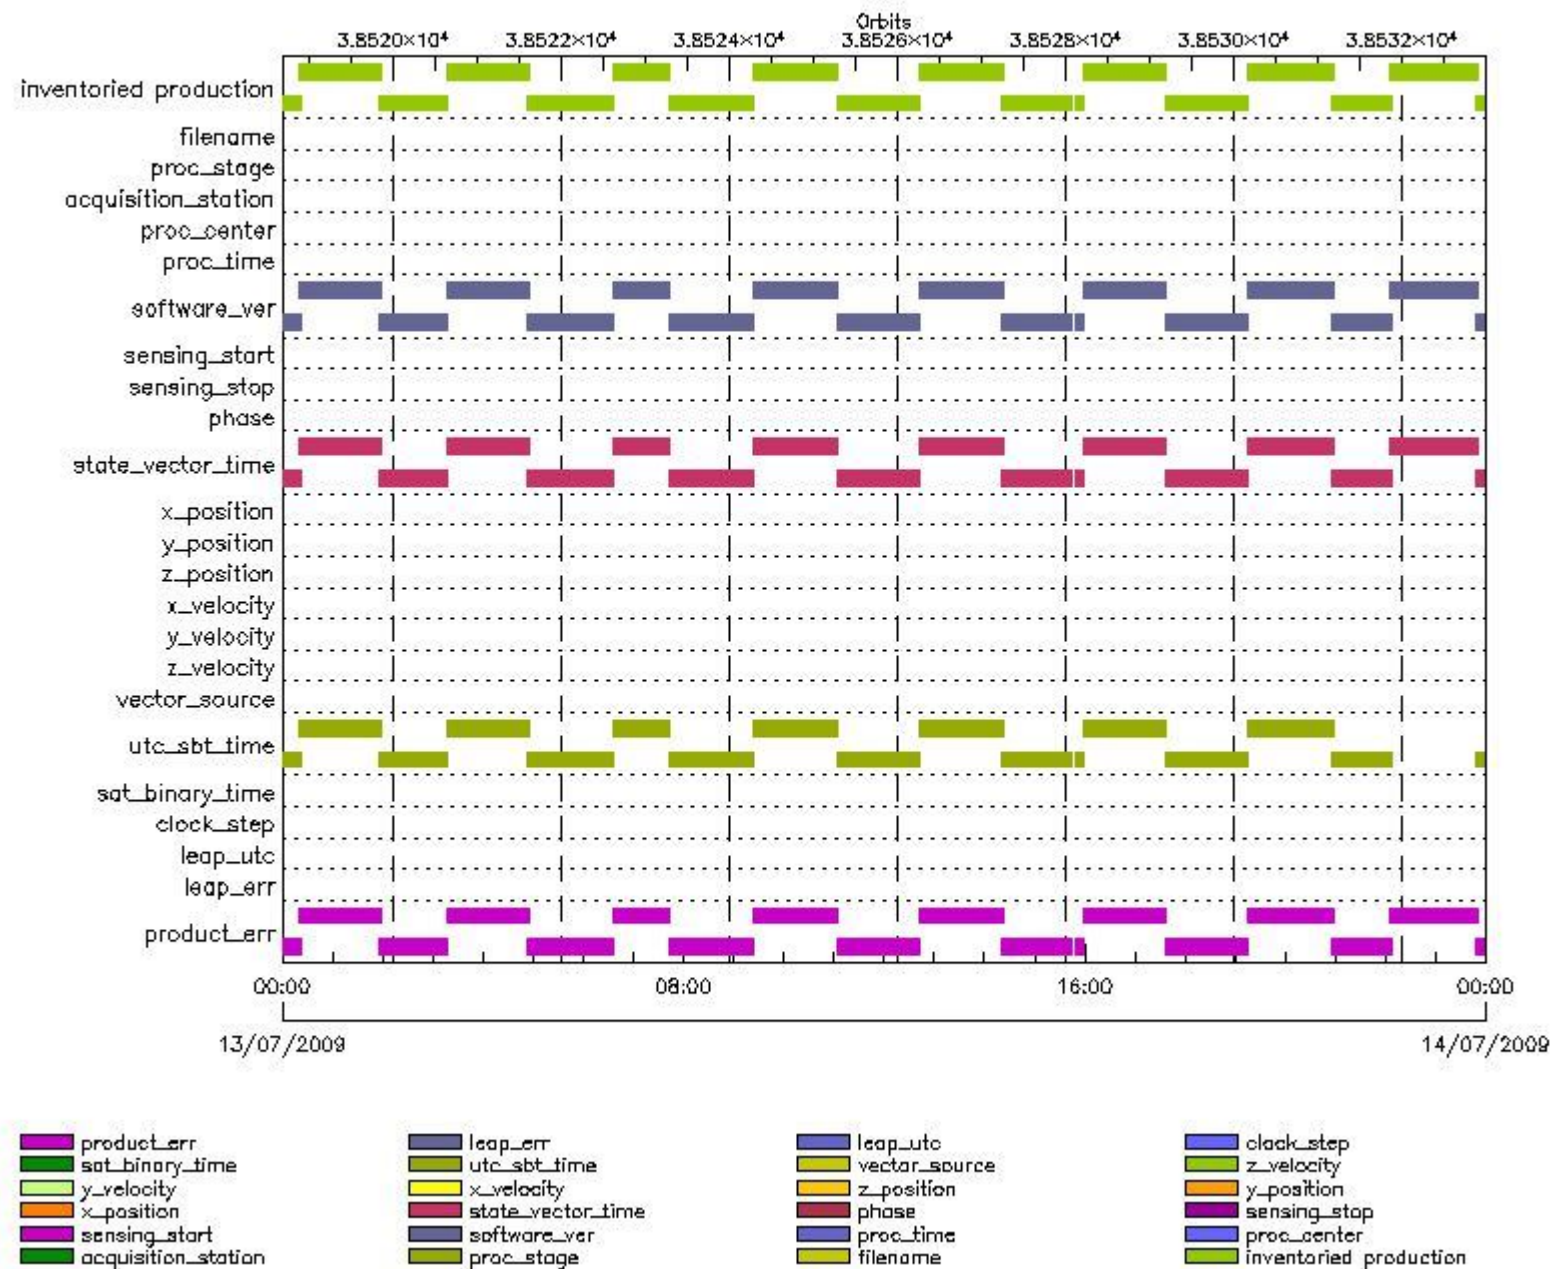 Orbits
3.8520×10⁴ 3.8522×10⁴ 3.8524×10⁴ 3.8526×10⁴ 3.8528×10⁴ 3.8530×10⁴ 3.8532×10⁴
inventoried production
filename
proc_stage
acquisition_station
proc_center
proc_time
software_ver
sensing_start
sensing_stop
phase
state_vector_time
x_position
y_position
z_position
x_velocity
y_velocity
z_velocity
vector_source
utc_sbt_time
sat_binary_time
clock_step
leap_utc
leap_err
product_err
00:00 08:00 16:00 00:00
13/07/2009 14/07/2009
product_err leap_err leap_utc clock_step
sat_binary_time utc_sbt_time vector_source z_velocity
y_velocity x_velocity z_position y_position
x_position state_vector_time phase sensing_stop
sensing_start software_ver proc_time proc_center
acquisition_station proc_stage filename inventoried production